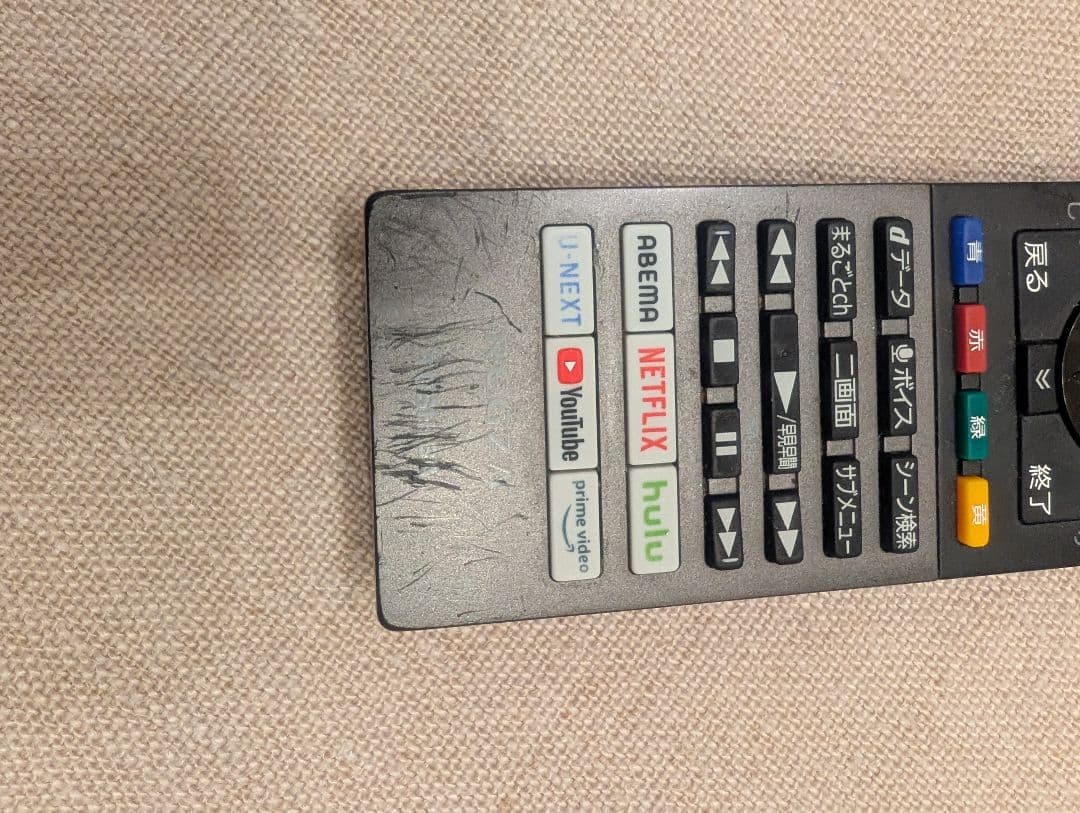 戻る
終了
青 赤 緑 黄
dデータ ボイス シーン検索
まるごとch 二画面 サブメニュー
/早見早聞
ABEMA NETFLIX hulu
U-NEXT YouTube prime video